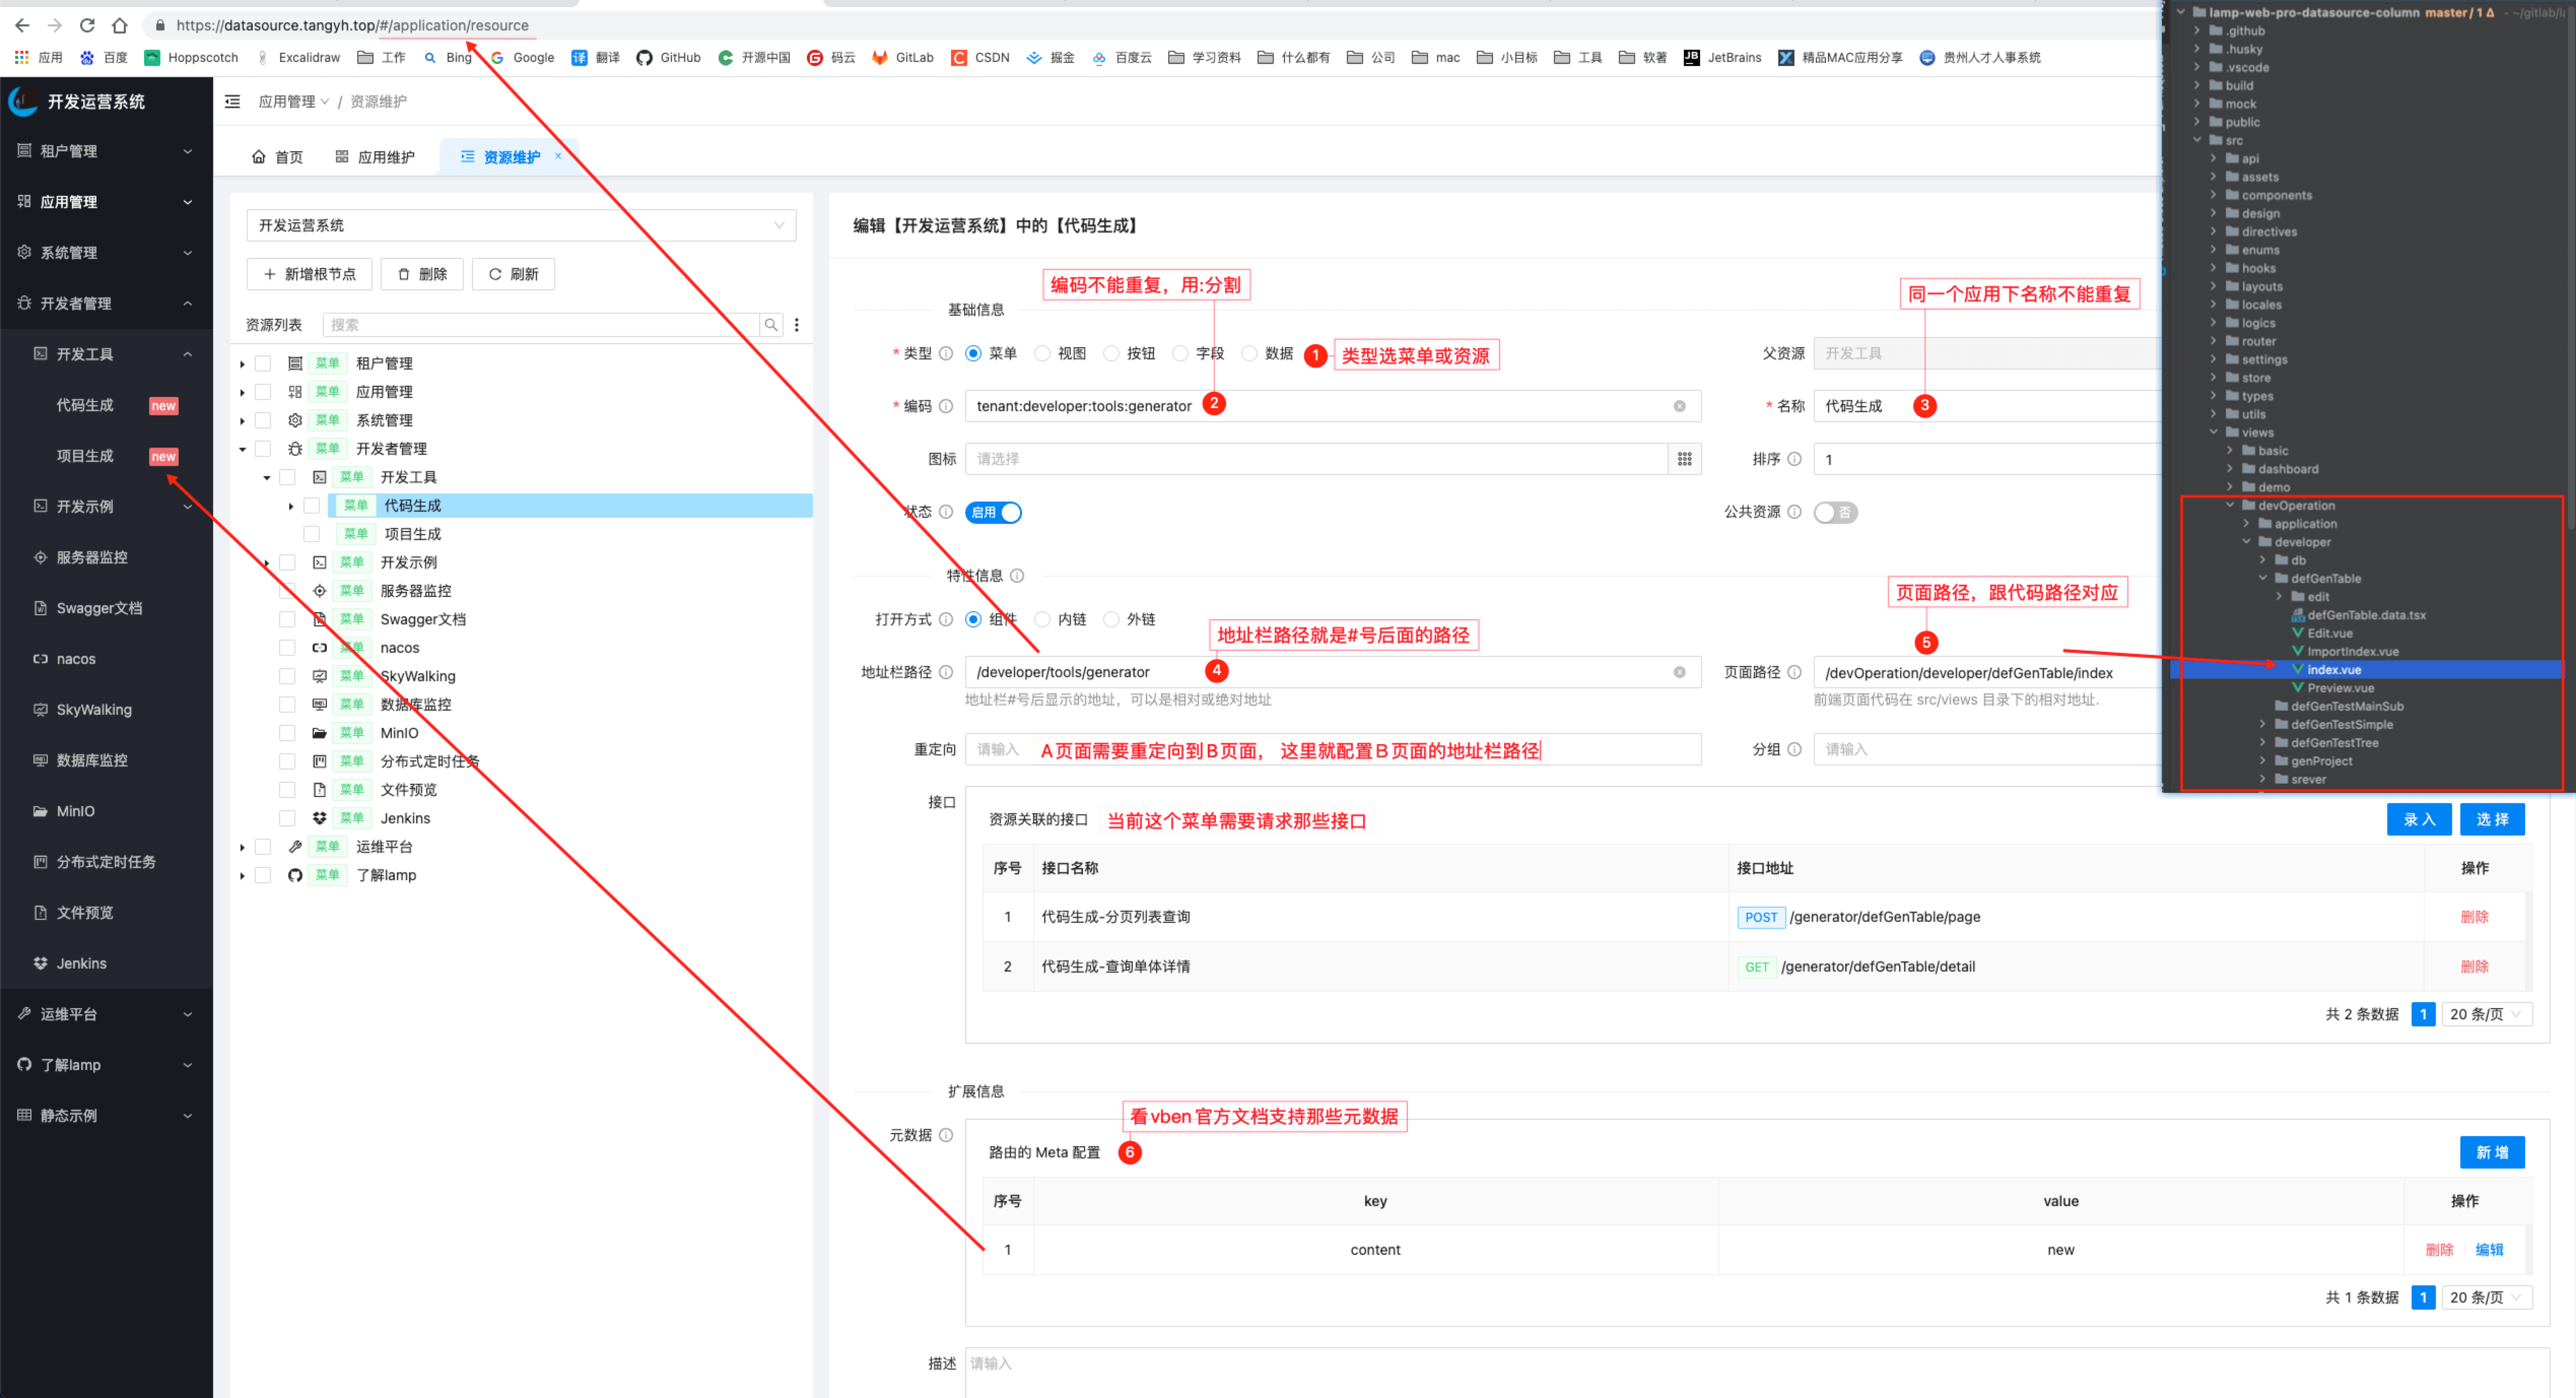 https://datasource.tangyh.top/#/application/resource
应用
百度
Hoppscotch
Excalidraw
工作
Bing
Google
译
翻译
GitHub
开源中国
码云
GitLab
CSDN
掘金
百度云
学习资料
什么都有
公司
mac
小目标
工具
软著
JetBrains
精品MAC应用分享
贵州人才人事系统
开发运营系统
租户管理
应用管理
系统管理
开发者管理
开发工具
代码生成 new
项目生成 new
开发示例
服务器监控
Swagger文档
nacos
SkyWalking
数据库监控
MinIO
分布式定时任务
文件预览
Jenkins
运维平台
了解lamp
静态示例
应用管理 / 资源维护
首页
应用维护
资源维护 ×
开发运营系统
+ 新增根节点
删除
刷新
资源列表
搜索
菜单 租户管理
菜单 应用管理
菜单 系统管理
菜单 开发者管理
菜单 开发工具
菜单 代码生成
菜单 项目生成
菜单 开发示例
菜单 服务器监控
菜单 Swagger文档
菜单 nacos
菜单 SkyWalking
菜单 数据库监控
菜单 MinIO
菜单 分布式定时任务
菜单 文件预览
菜单 Jenkins
菜单 运维平台
菜单 了解lamp
编辑【开发运营系统】中的【代码生成】
编码不能重复，用:分割
同一个应用下名称不能重复
基础信息
* 类型 菜单 视图 按钮 字段 数据 1 类型选菜单或资源
父资源 开发工具
* 编码 tenant:developer:tools:generator 2
* 名称 代码生成 3
图标 请选择
排序 1
状态 启用
公共资源 否
特性信息
打开方式 组件 内链 外链
页面路径，跟代码路径对应
5
地址栏路径就是#号后面的路径
地址栏路径 /developer/tools/generator 4
页面路径 /devOperation/developer/defGenTable/index
地址栏#号后显示的地址，可以是相对或绝对地址
前端页面代码在 src/views 目录下的相对地址.
重定向 请输入 A页面需要重定向到B页面， 这里就配置B页面的地址栏路径
分组 请输入
接口
资源关联的接口 当前这个菜单需要请求那些接口
录 入
选 择
序号 接口名称 接口地址 操作
1 代码生成-分页列表查询 POST /generator/defGenTable/page 删除
2 代码生成-查询单体详情 GET /generator/defGenTable/detail 删除
共 2 条数据 1 20 条/页
扩展信息
看vben官方文档支持那些元数据
元数据
路由的 Meta 配置 6
新 增
序号 key value 操作
1 content new 删除 编辑
共 1 条数据 1 20 条/页
描述 请输入
lamp-web-pro-datasource-column master / 1 Δ
.github
.husky
.vscode
build
mock
public
src
api
assets
components
design
directives
enums
hooks
layouts
locales
logics
router
settings
store
types
utils
views
basic
dashboard
demo
devOperation
application
developer
db
defGenTable
edit
defGenTable.data.tsx
Edit.vue
ImportIndex.vue
index.vue
Preview.vue
defGenTestMainSub
defGenTestSimple
defGenTestTree
genProject
srever